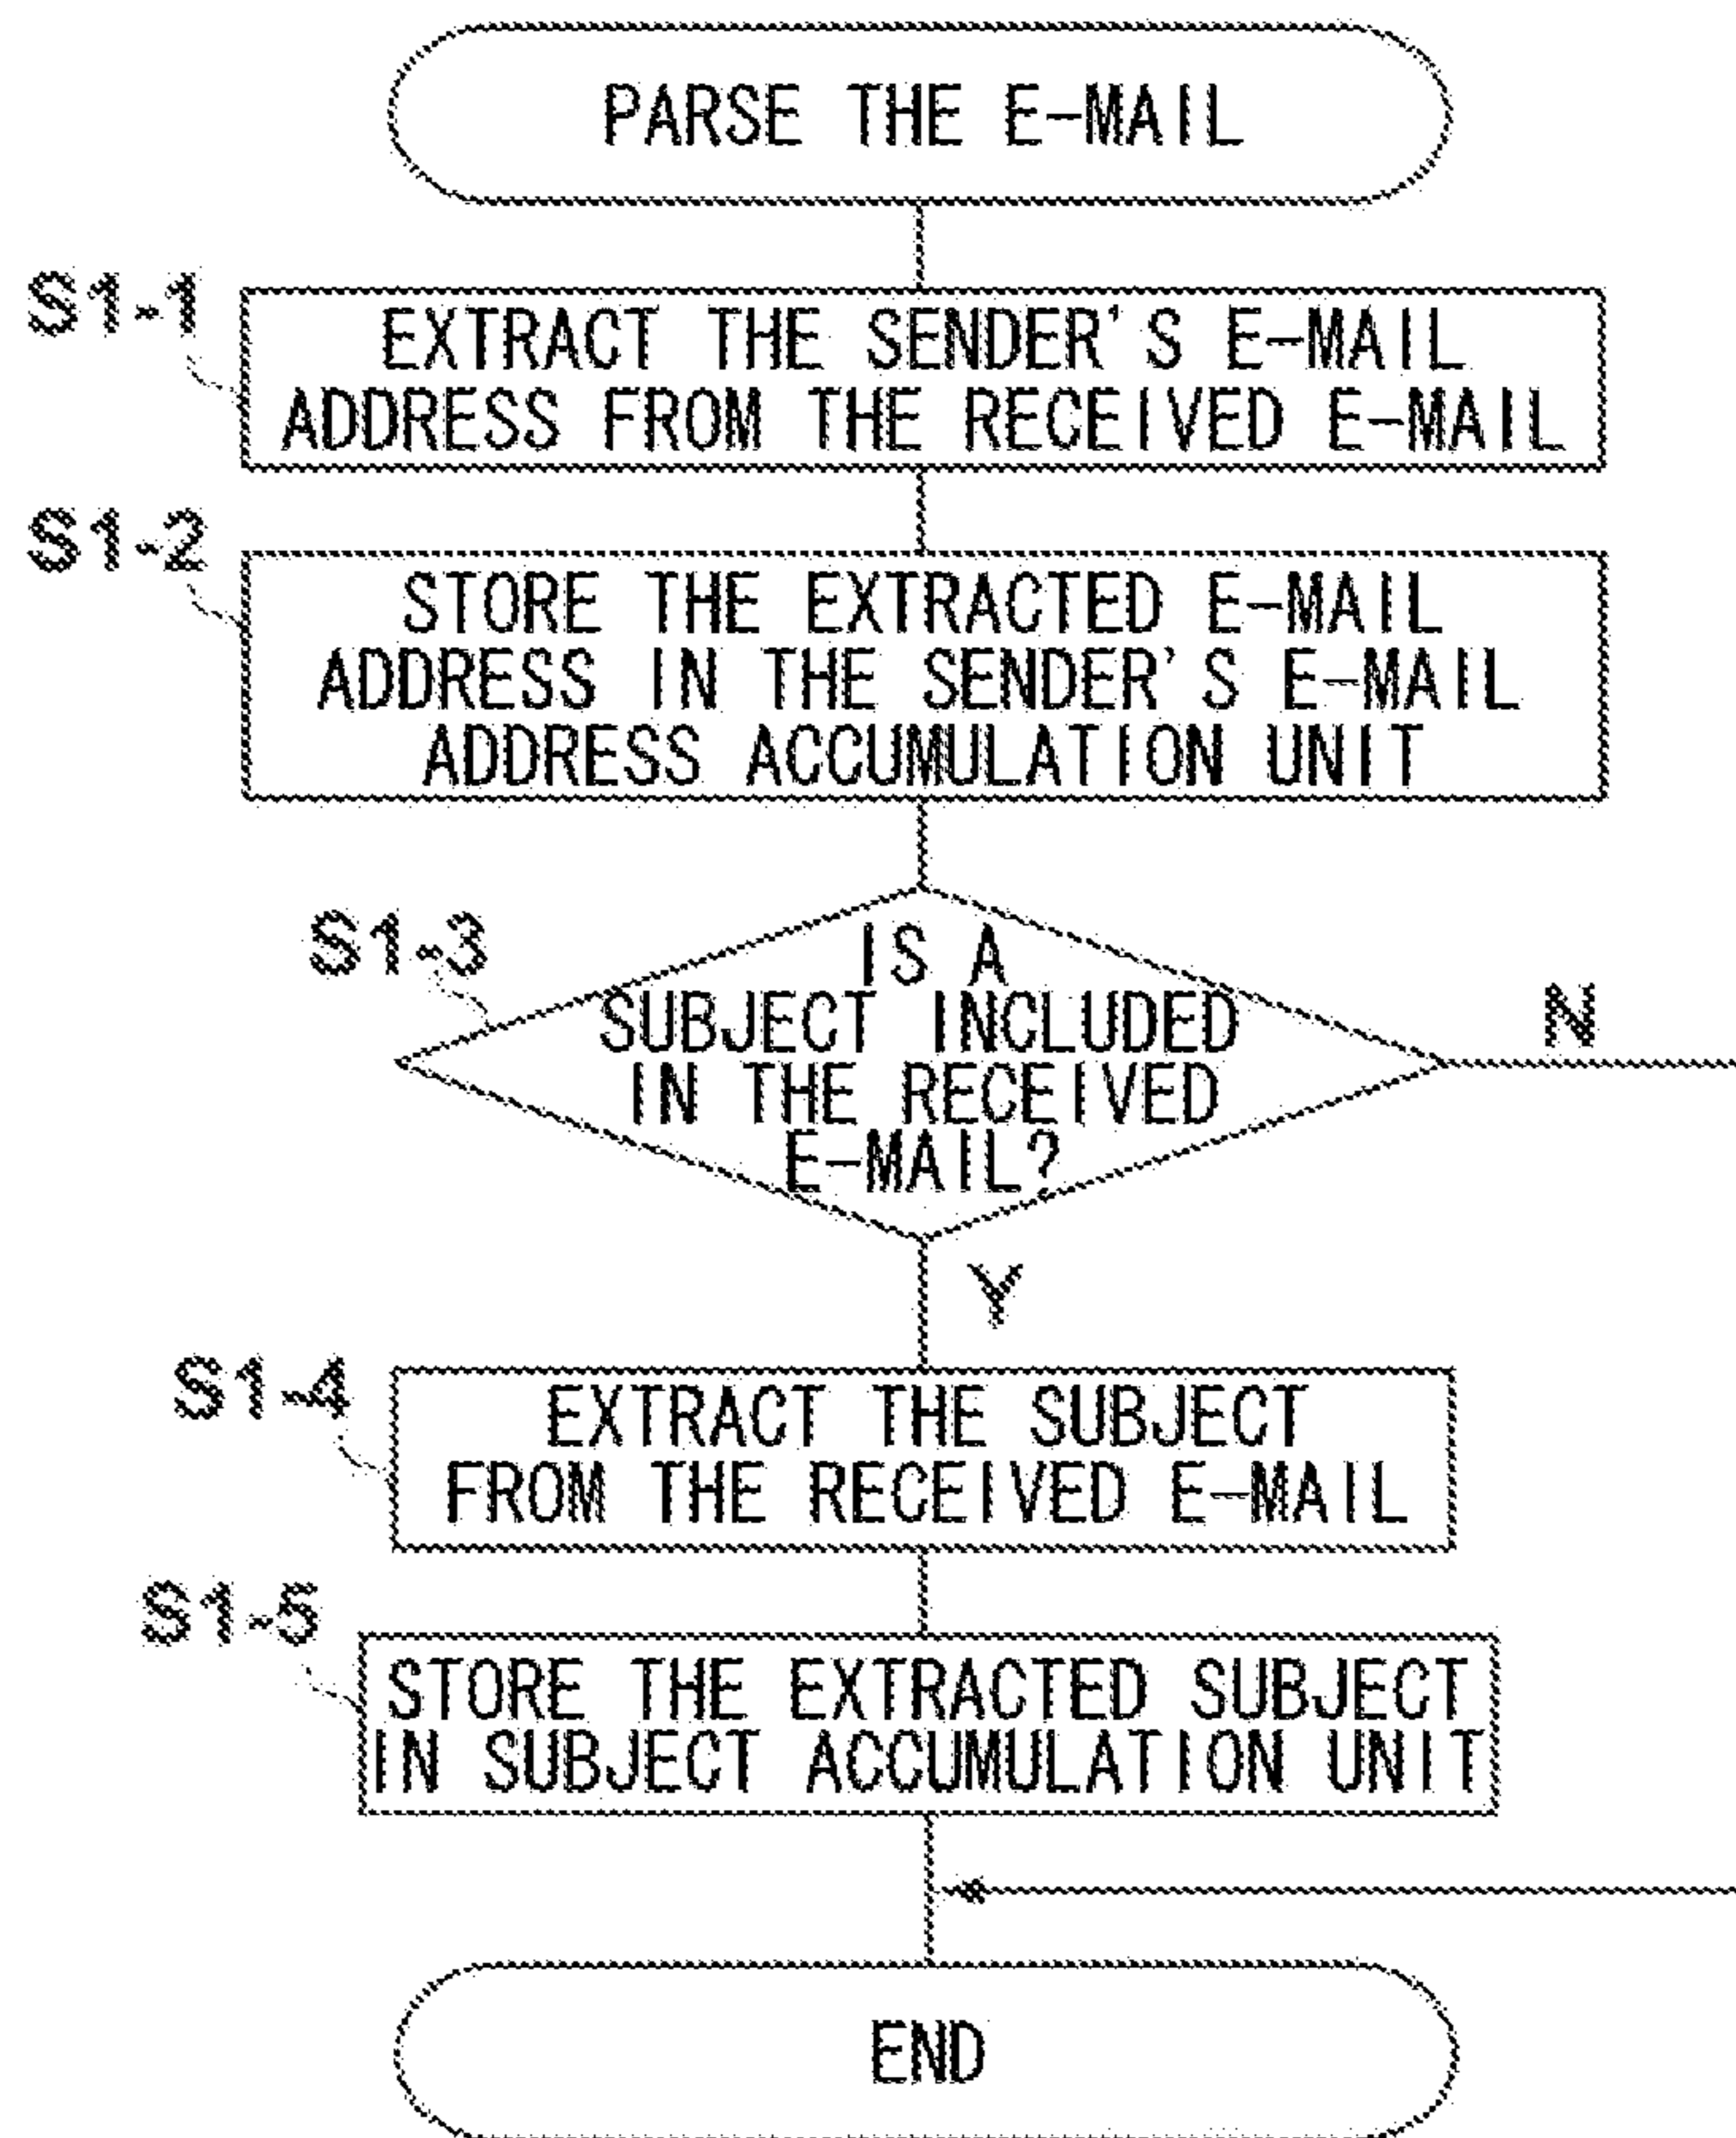 PARSE THE E-MAIL
S1-1
EXTRACT THE SENDER'S E-MAIL
ADDRESS FROM THE RECEIVED E-MAIL
S1-2
STORE THE EXTRACTED E-MAIL
ADDRESS IN THE SENDER'S E-MAIL
ADDRESS ACCUMULATION UNIT
S1-3
IS A
SUBJECT INCLUDED
IN THE RECEIVED
E-MAIL?
N
Y
S1-4
EXTRACT THE SUBJECT
FROM THE RECEIVED E-MAIL
S1-5
STORE THE EXTRACTED SUBJECT
IN SUBJECT ACCUMULATION UNIT
END